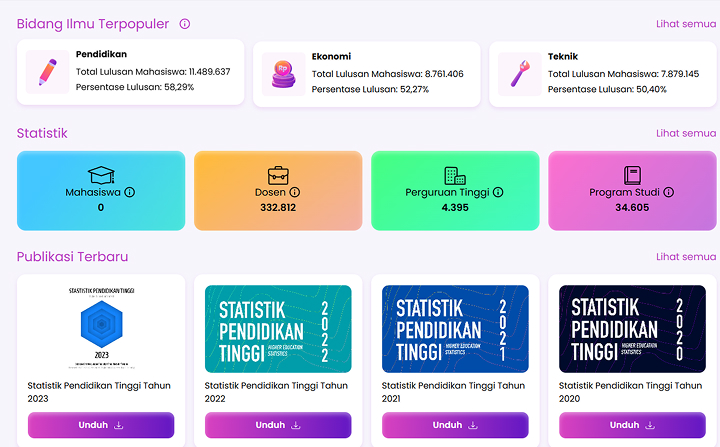 Bidang Ilmu Terpopuler
Lihat semua
Pendidikan
Total Lulusan Mahasiswa: 11.489.637
Persentase Lulusan: 58,29%
Ekonomi
Total Lulusan Mahasiswa: 8.761.406
Persentase Lulusan: 52,27%
Teknik
Total Lulusan Mahasiswa: 7.879.145
Persentase Lulusan: 50,40%
Statistik
Lihat semua
Mahasiswa
0
Dosen
332.812
Perguruan Tinggi
4.395
Program Studi
34.605
Publikasi Terbaru
Lihat semua
STASTISTIK PENDIDIKAN TINGGI
2023
Statistik Pendidikan Tinggi Tahun
2023
Unduh
STATISTIK
PENDIDIKAN
TINGGI
HIGHER EDUCATION
STATISTICS
2022
Statistik Pendidikan Tinggi Tahun
2022
Unduh
STATISTIK
PENDIDIKAN
TINGGI
HIGHER EDUCATION
STATISTICS
2021
Statistik Pendidikan Tinggi Tahun
2021
Unduh
STATISTIK
PENDIDIKAN
TINGGI
HIGHER EDUCATION
STATISTICS
2020
Statistik Pendidikan Tinggi Tahun
2020
Unduh